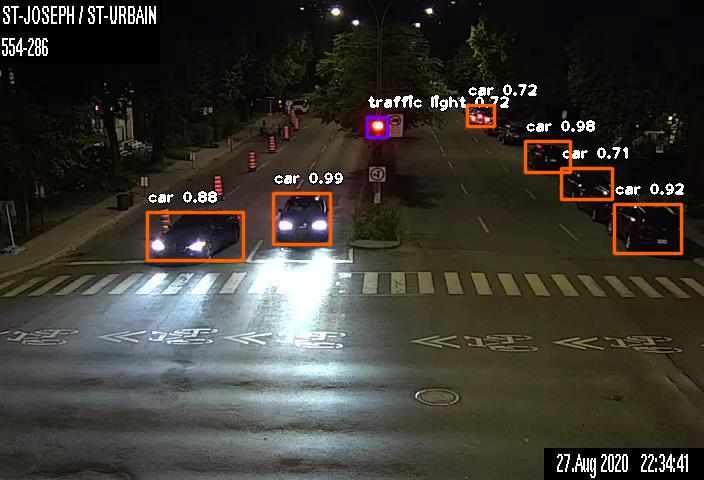 ST-JOSEPH / ST-URBAIN
554-286
car 0.72
traffic light 0.72
car 0.98
car 0.71
car 0.88
car 0.99
car 0.92
27.Aug 2020 22:34:41